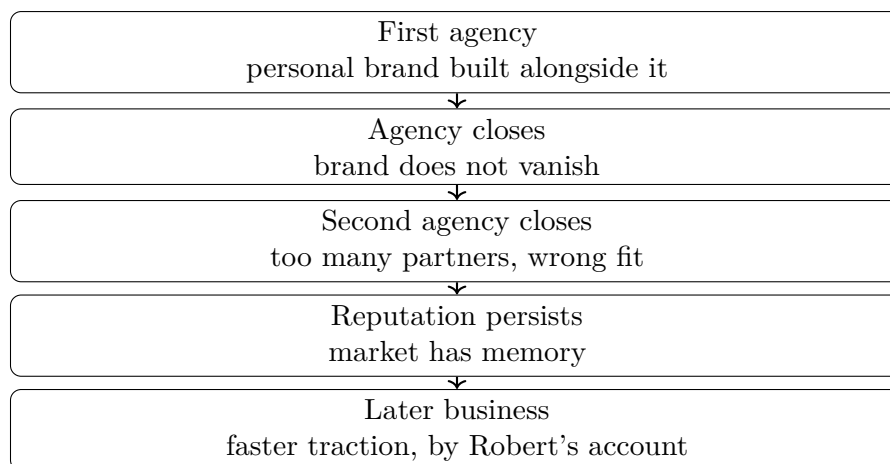 First agency
personal brand built alongside it
Agency closes
brand does not vanish
Second agency closes
too many partners, wrong fit
Reputation persists
market has memory
Later business
faster traction, by Robert's account